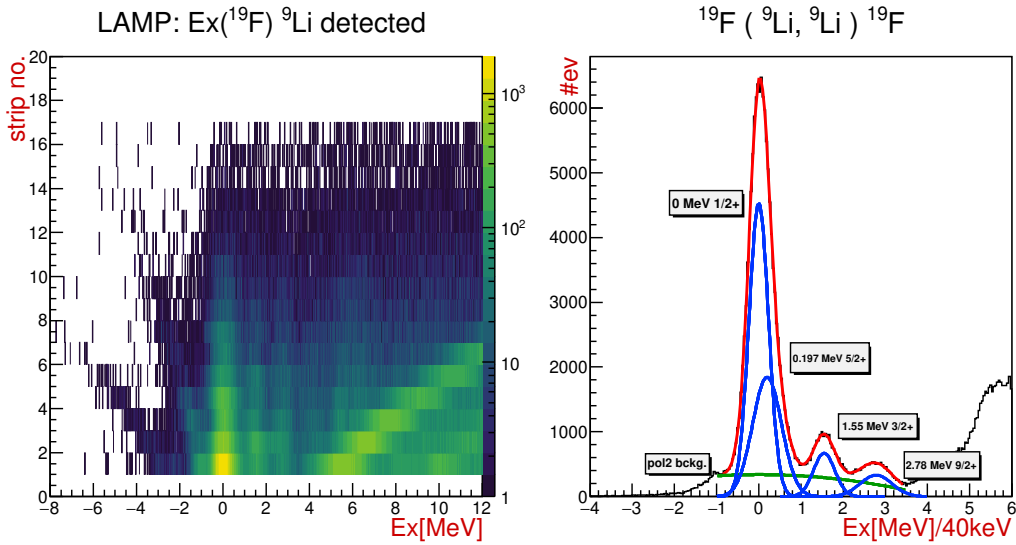 LAMP: Ex(¹⁹F) ⁹Li detected
strip no.
20
18
16
14
12
10
8
6
4
2
0
−8 −6 −4 −2 0 2 4 6 8 10 12
Ex[MeV]
10³
10²
10
1
¹⁹F ( ⁹Li, ⁹Li ) ¹⁹F
#ev
6000
5000
4000
3000
2000
1000
0
0 MeV 1/2+
0.197 MeV 5/2+
1.55 MeV 3/2+
pol2 bckg.
2.78 MeV 9/2+
−4 −3 −2 −1 0 1 2 3 4 5 6
Ex[MeV]/40keV